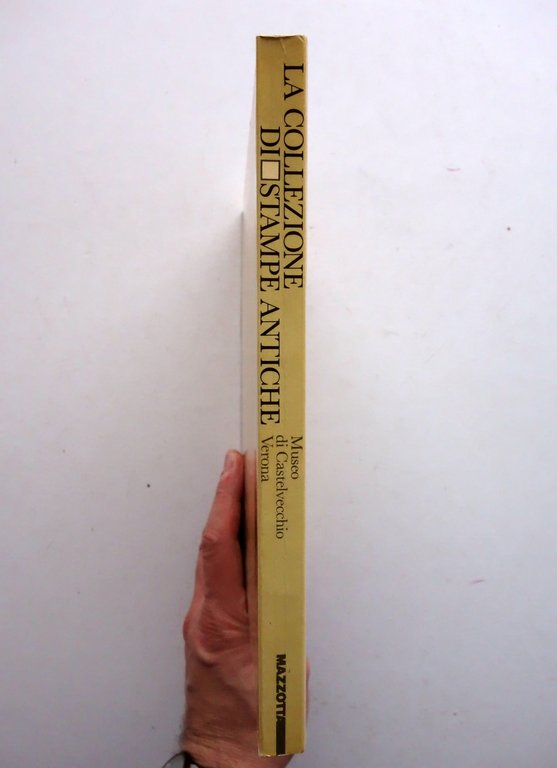 LA COLLEZIONE
DI□STAMPE ANTICHE
Museo
di Castelvecchio
Verona
MAZZOTTA